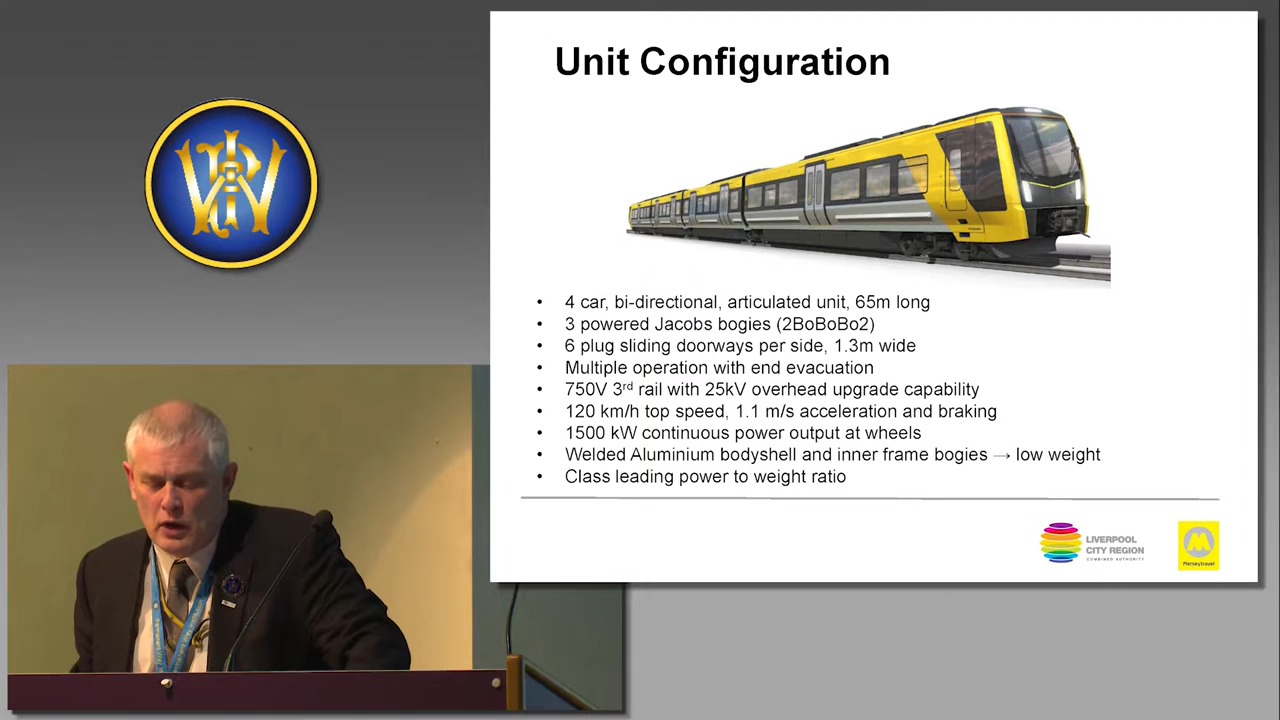 Unit Configuration
• 4 car, bi-directional, articulated unit, 65m long
• 3 powered Jacobs bogies (2BoBoBo2)
• 6 plug sliding doorways per side, 1.3m wide
• Multiple operation with end evacuation
• 750V 3rd rail with 25kV overhead upgrade capability
• 120 km/h top speed, 1.1 m/s acceleration and braking
• 1500 kW continuous power output at wheels
• Welded Aluminium bodyshell and inner frame bogies → low weight
• Class leading power to weight ratio
LIVERPOOL
CITY REGION
COMBINED AUTHORITY
M
Merseytravel